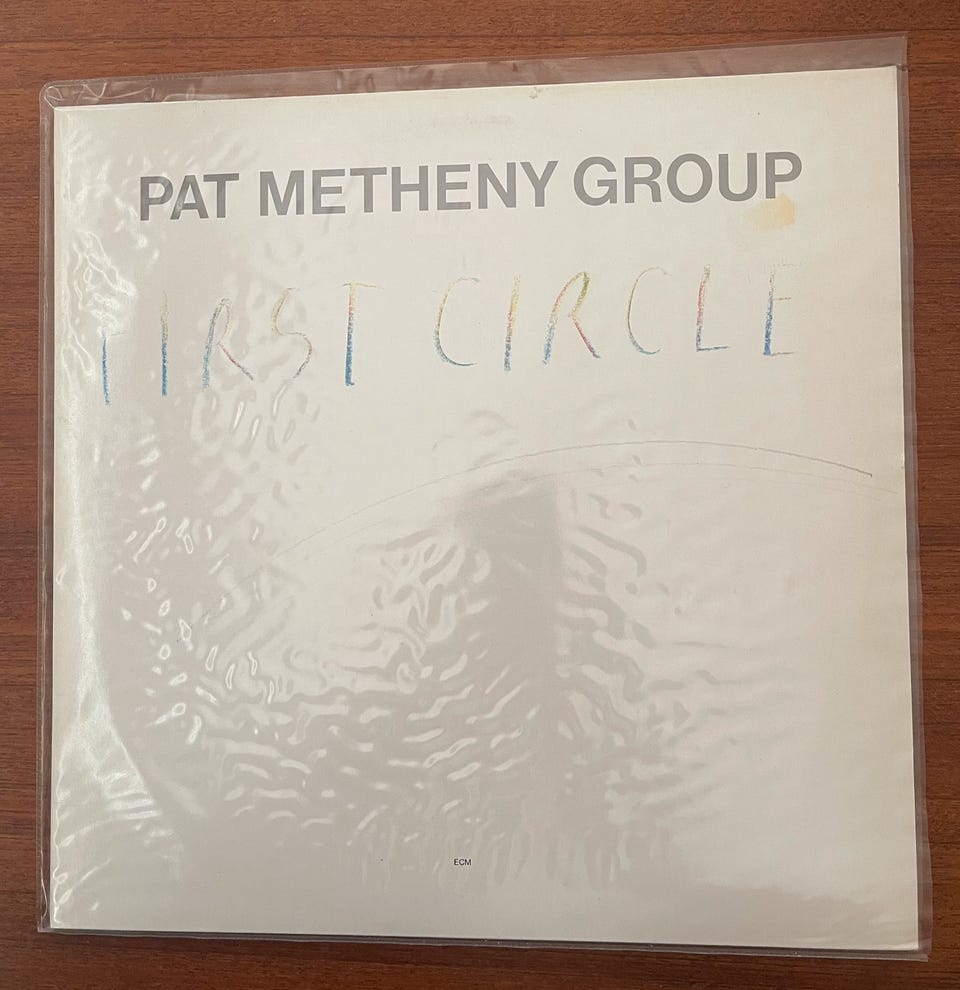 PAT METHENY GROUP
FIRST CIRCLE
ECM